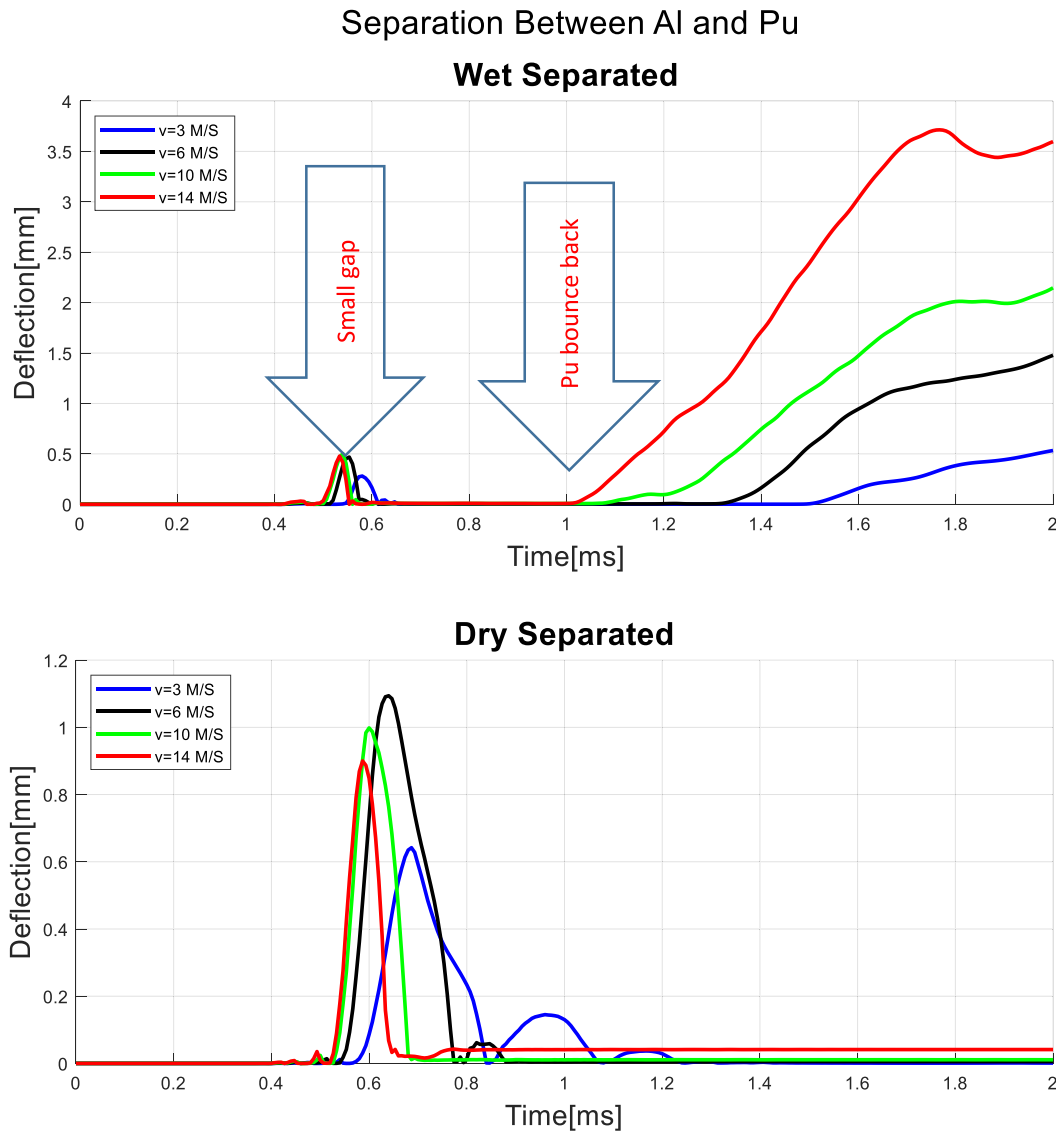 Separation Between Al and Pu
Wet Separated
4
3.5
3
2.5
2
1.5
1
0.5
0
Deflection[mm]
v=3 M/S
v=6 M/S
v=10 M/S
v=14 M/S
Small gap
Pu bounce back
0 0.2 0.4 0.6 0.8 1 1.2 1.4 1.6 1.8 2
Time[ms]
Dry Separated
1.2
1
0.8
0.6
0.4
0.2
0
Deflection[mm]
v=3 M/S
v=6 M/S
v=10 M/S
v=14 M/S
0 0.2 0.4 0.6 0.8 1 1.2 1.4 1.6 1.8 2
Time[ms]